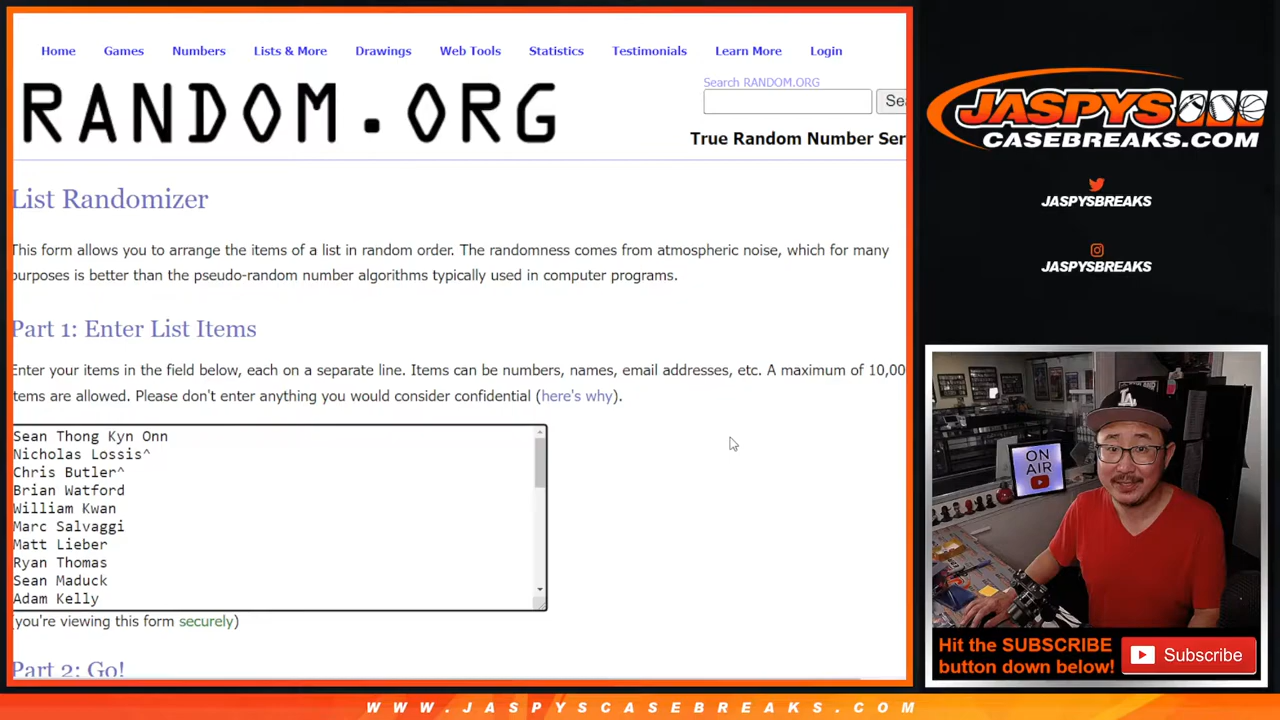 Home Games Numbers Lists & More Drawings Web Tools Statistics Testimonials Learn More Login
RANDOM.ORG
Search RANDOM.ORG
Sea
True Random Number Ser
List Randomizer
This form allows you to arrange the items of a list in random order. The randomness comes from atmospheric noise, which for many
purposes is better than the pseudo-random number algorithms typically used in computer programs.
Part 1: Enter List Items
Enter your items in the field below, each on a separate line. Items can be numbers, names, email addresses, etc. A maximum of 10,00
items are allowed. Please don't enter anything you would consider confidential (here's why).
Sean Thong Kyn Onn
Nicholas Lossis^
Chris Butler^
Brian Watford
William Kwan
Marc Salvaggi
Matt Lieber
Ryan Thomas
Sean Maduck
Adam Kelly
(you're viewing this form securely)
Part 2: Go!
JASPYS
CASEBREAKS.COM
JASPYSBREAKS
JASPYSBREAKS
LA
ON
AIR
Hit the SUBSCRIBE
button down below!
Subscribe
WWW.JASPYSCASEBREAKS.COM